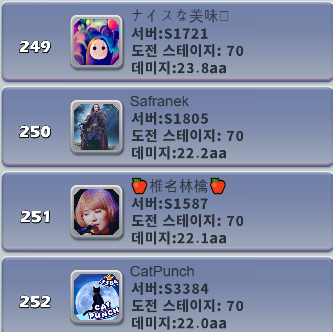 249
ナイスな美味
서버:S1721
도전 스테이지: 70
데미지:23.8aa
250
Safranek
서버:S1805
도전 스테이지: 70
데미지:22.2aa
251
🍎椎名林檎🍎
서버:S1587
도전 스테이지: 70
데미지:22.1aa
252
CAT
PUNCH
CatPunch
서버:S3384
도전 스테이지: 70
데미지:22.0aa